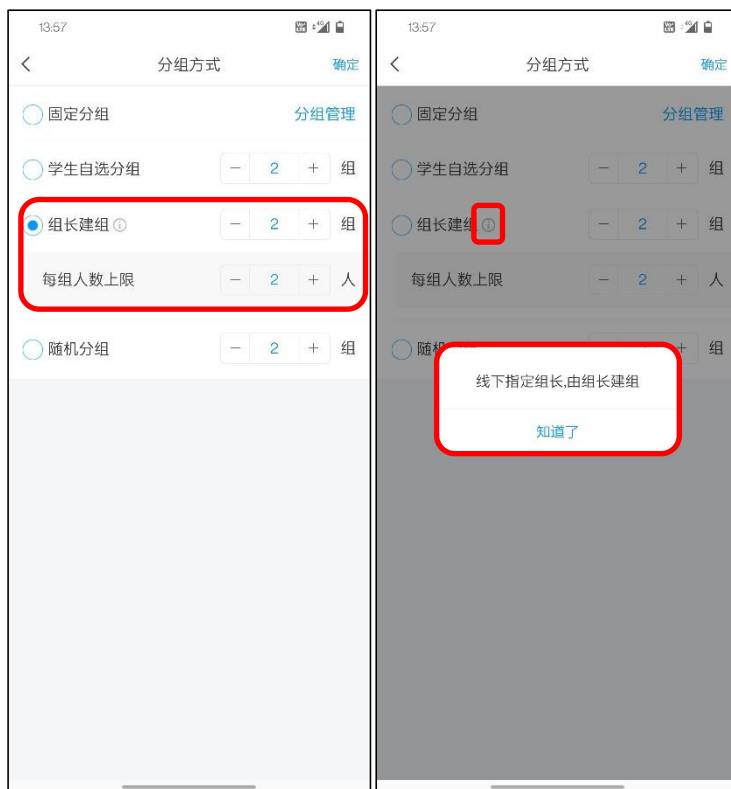 13:57
分组方式
确定
固定分组
分组管理
学生自选分组 − 2 + 组
组长建组 − 2 + 组
每组人数上限 − 2 + 人
随机分组 − 2 + 组
13:57
分组方式
确定
固定分组
分组管理
学生自选分组 − 2 + 组
组长建组 − 2 + 组
每组人数上限 − 2 + 人
随机 组
线下指定组长,由组长建组
知道了